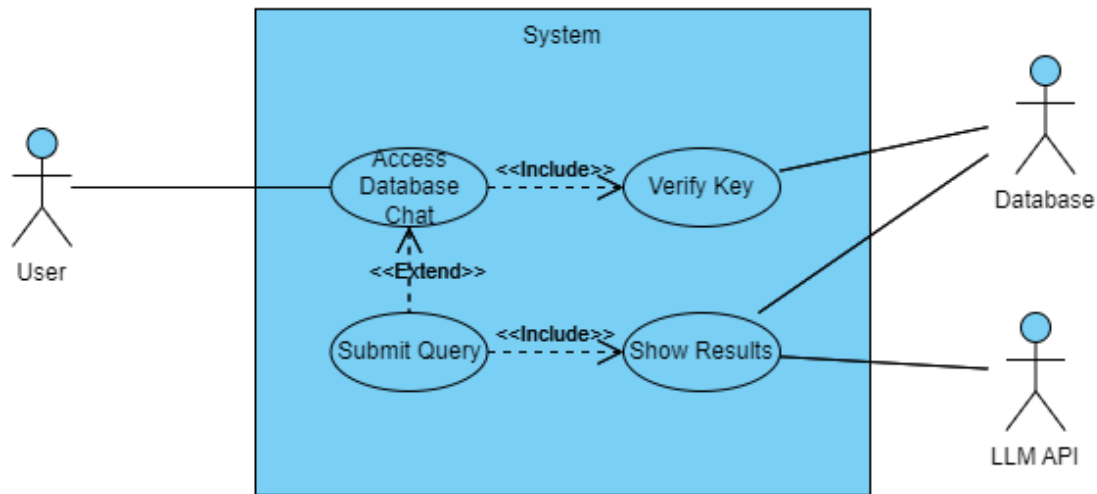 System
Access
Database
Chat
<<Include>>
Verify Key
Database
User
<<Extend>>
Submit Query
<<Include>>
Show Results
LLM API